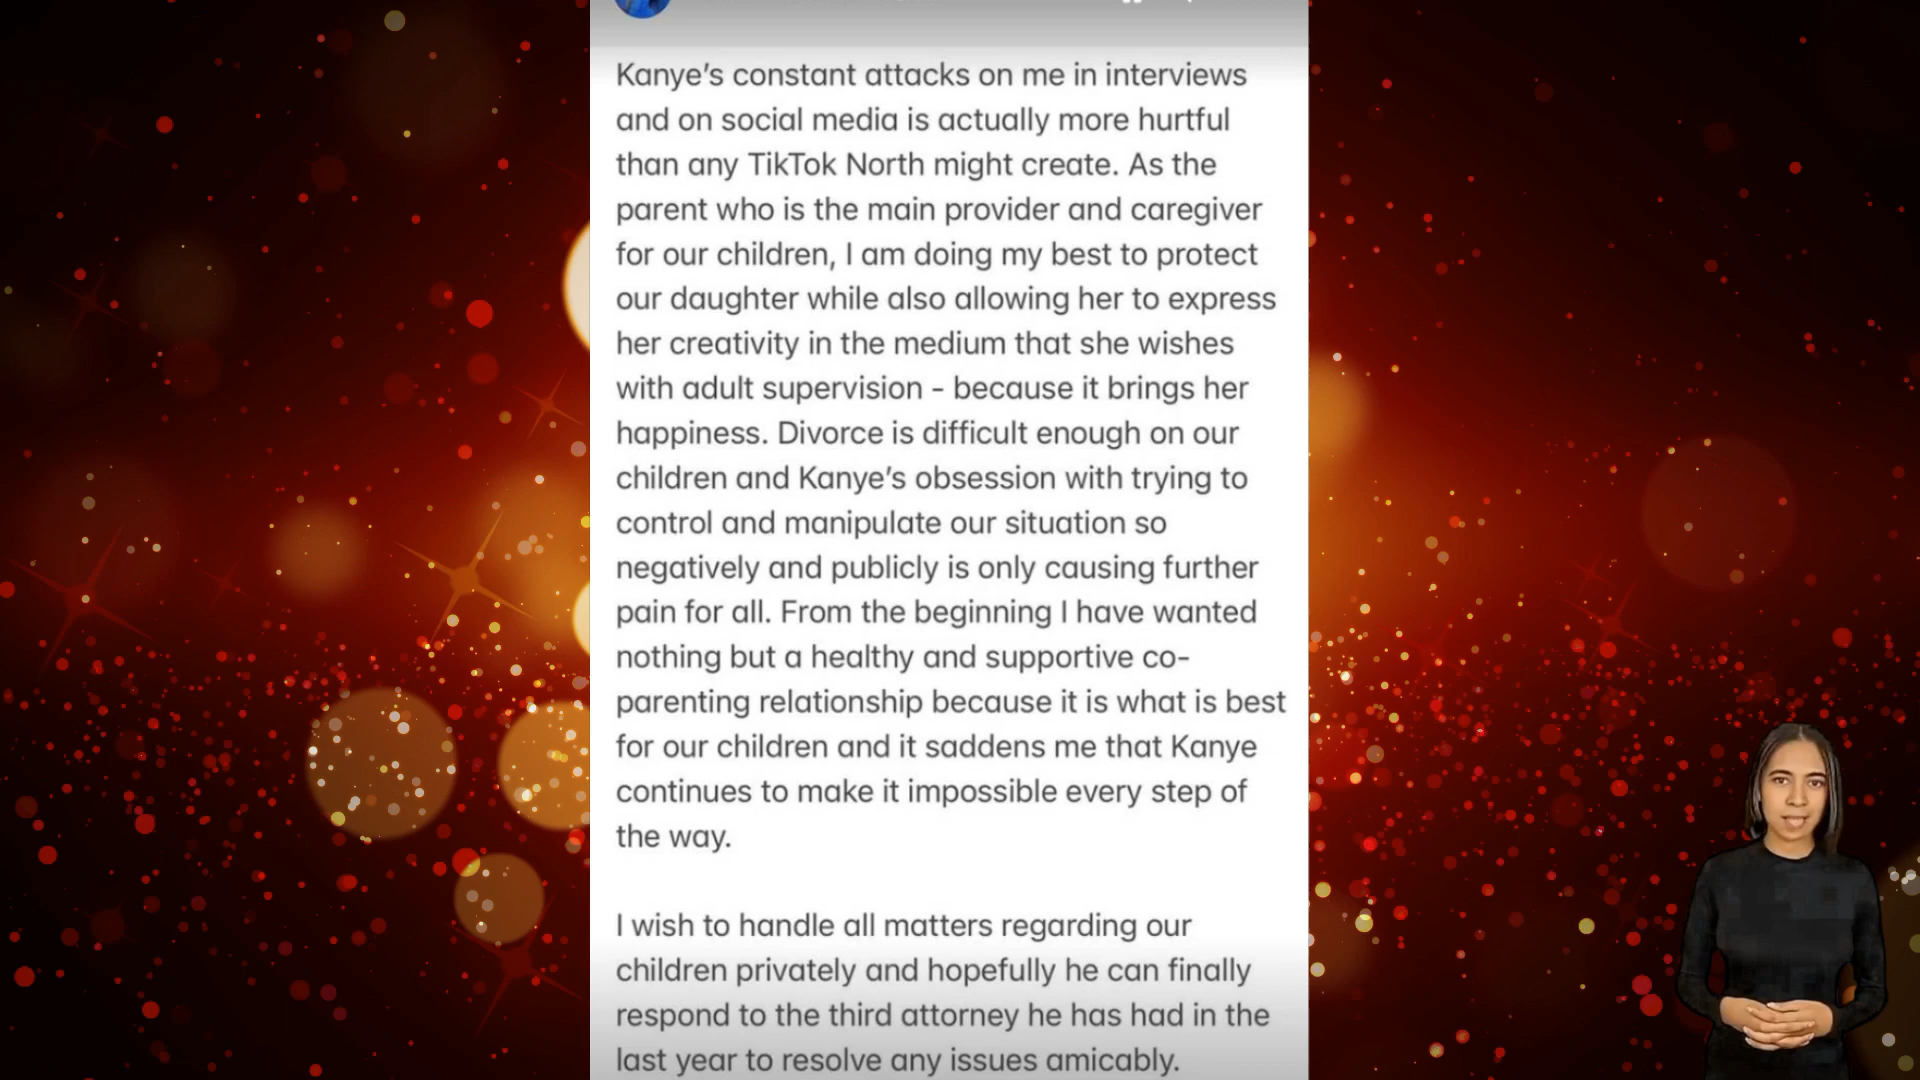 Kanye's constant attacks on me in interviews
and on social media is actually more hurtful
than any TikTok North might create. As the
parent who is the main provider and caregiver
for our children, I am doing my best to protect
our daughter while also allowing her to express
her creativity in the medium that she wishes
with adult supervision - because it brings her
happiness. Divorce is difficult enough on our
children and Kanye's obsession with trying to
control and manipulate our situation so
negatively and publicly is only causing further
pain for all. From the beginning I have wanted
nothing but a healthy and supportive co-
parenting relationship because it is what is best
for our children and it saddens me that Kanye
continues to make it impossible every step of
the way.
I wish to handle all matters regarding our
children privately and hopefully he can finally
respond to the third attorney he has had in the
last year to resolve any issues amicably.